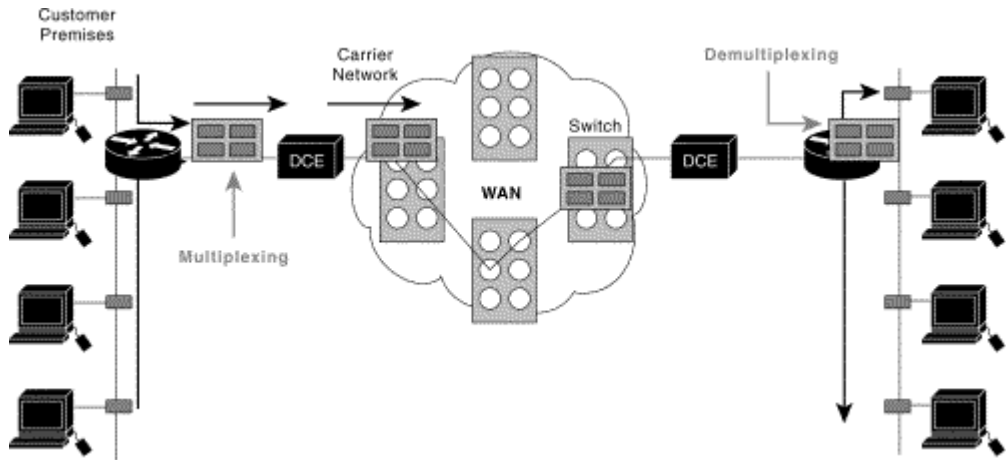 Customer
Premises
Carrier
Network
Demultiplexing
Switch
DCE
DCE
WAN
Multiplexing